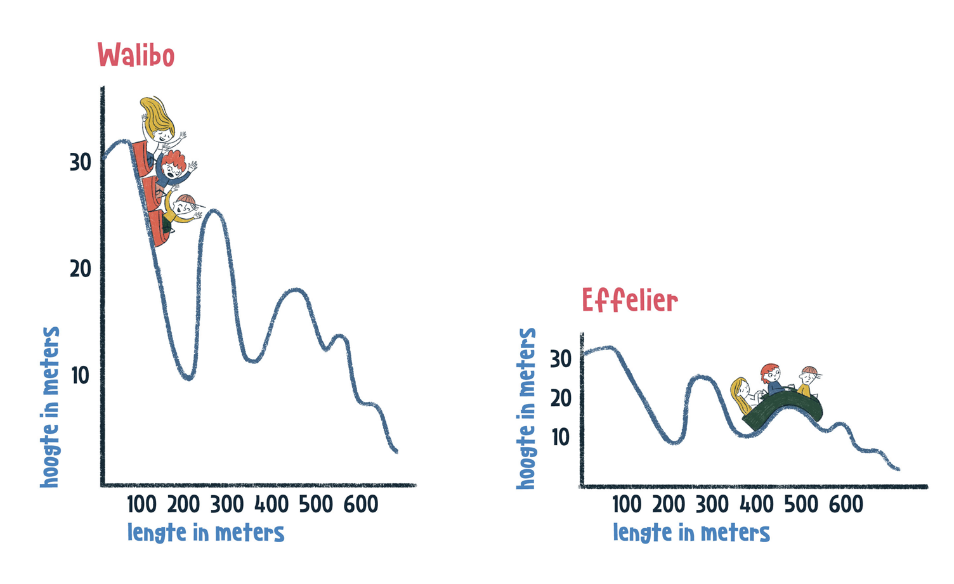 Walibo
30
20
10
hoogte in meters
100 200 300 400 500 600
lengte in meters
Effelier
30
20
10
hoogte in meters
100 200 300 400 500 600
lengte in meters